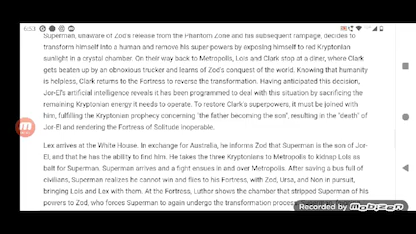 6:53
Superman, unaware of Zod's release from the Phantom Zone and his subsequent rampage, decides to
transform himself into a human and remove his super-powers by exposing himself to red Kryptonian
sunlight in a crystal chamber. On their way back to Metropolis, Lois and Clark stop at a diner, where Clark
gets beaten up by an obnoxious trucker and learns of Zod's conquest of the world. Knowing that humanity
is helpless, Clark returns to the Fortress to reverse the transformation. Having anticipated this decision,
Jor-El's artificial intelligence reveals it has been programmed to deal with this situation by sacrificing the
remaining Kryptonian energy it needs to operate. To restore Clark's superpowers, it must be joined with
him, fulfilling the Kryptonian prophecy concerning "the father becoming the son", resulting in the "death" of
Jor-El and rendering the Fortress of Solitude inoperable.
Lex arrives at the White House. In exchange for Australia, he informs Zod that Superman is the son of Jor-
El, and that he has the ability to find him. He takes the three Kryptonians to Metropolis to kidnap Lois as
bait for Superman. Superman arrives and a fight ensues in and over Metropolis. After saving a bus full of
civilians, Superman realizes he cannot win and flies to his Fortress, with Zod, Ursa, and Non in pursuit,
bringing Lois and Lex with them. At the Fortress, Luthor shows the chamber that stripped Superman of his
powers to Zod, who forces Superman to again undergo the transformation process
Recorded by Mobizen